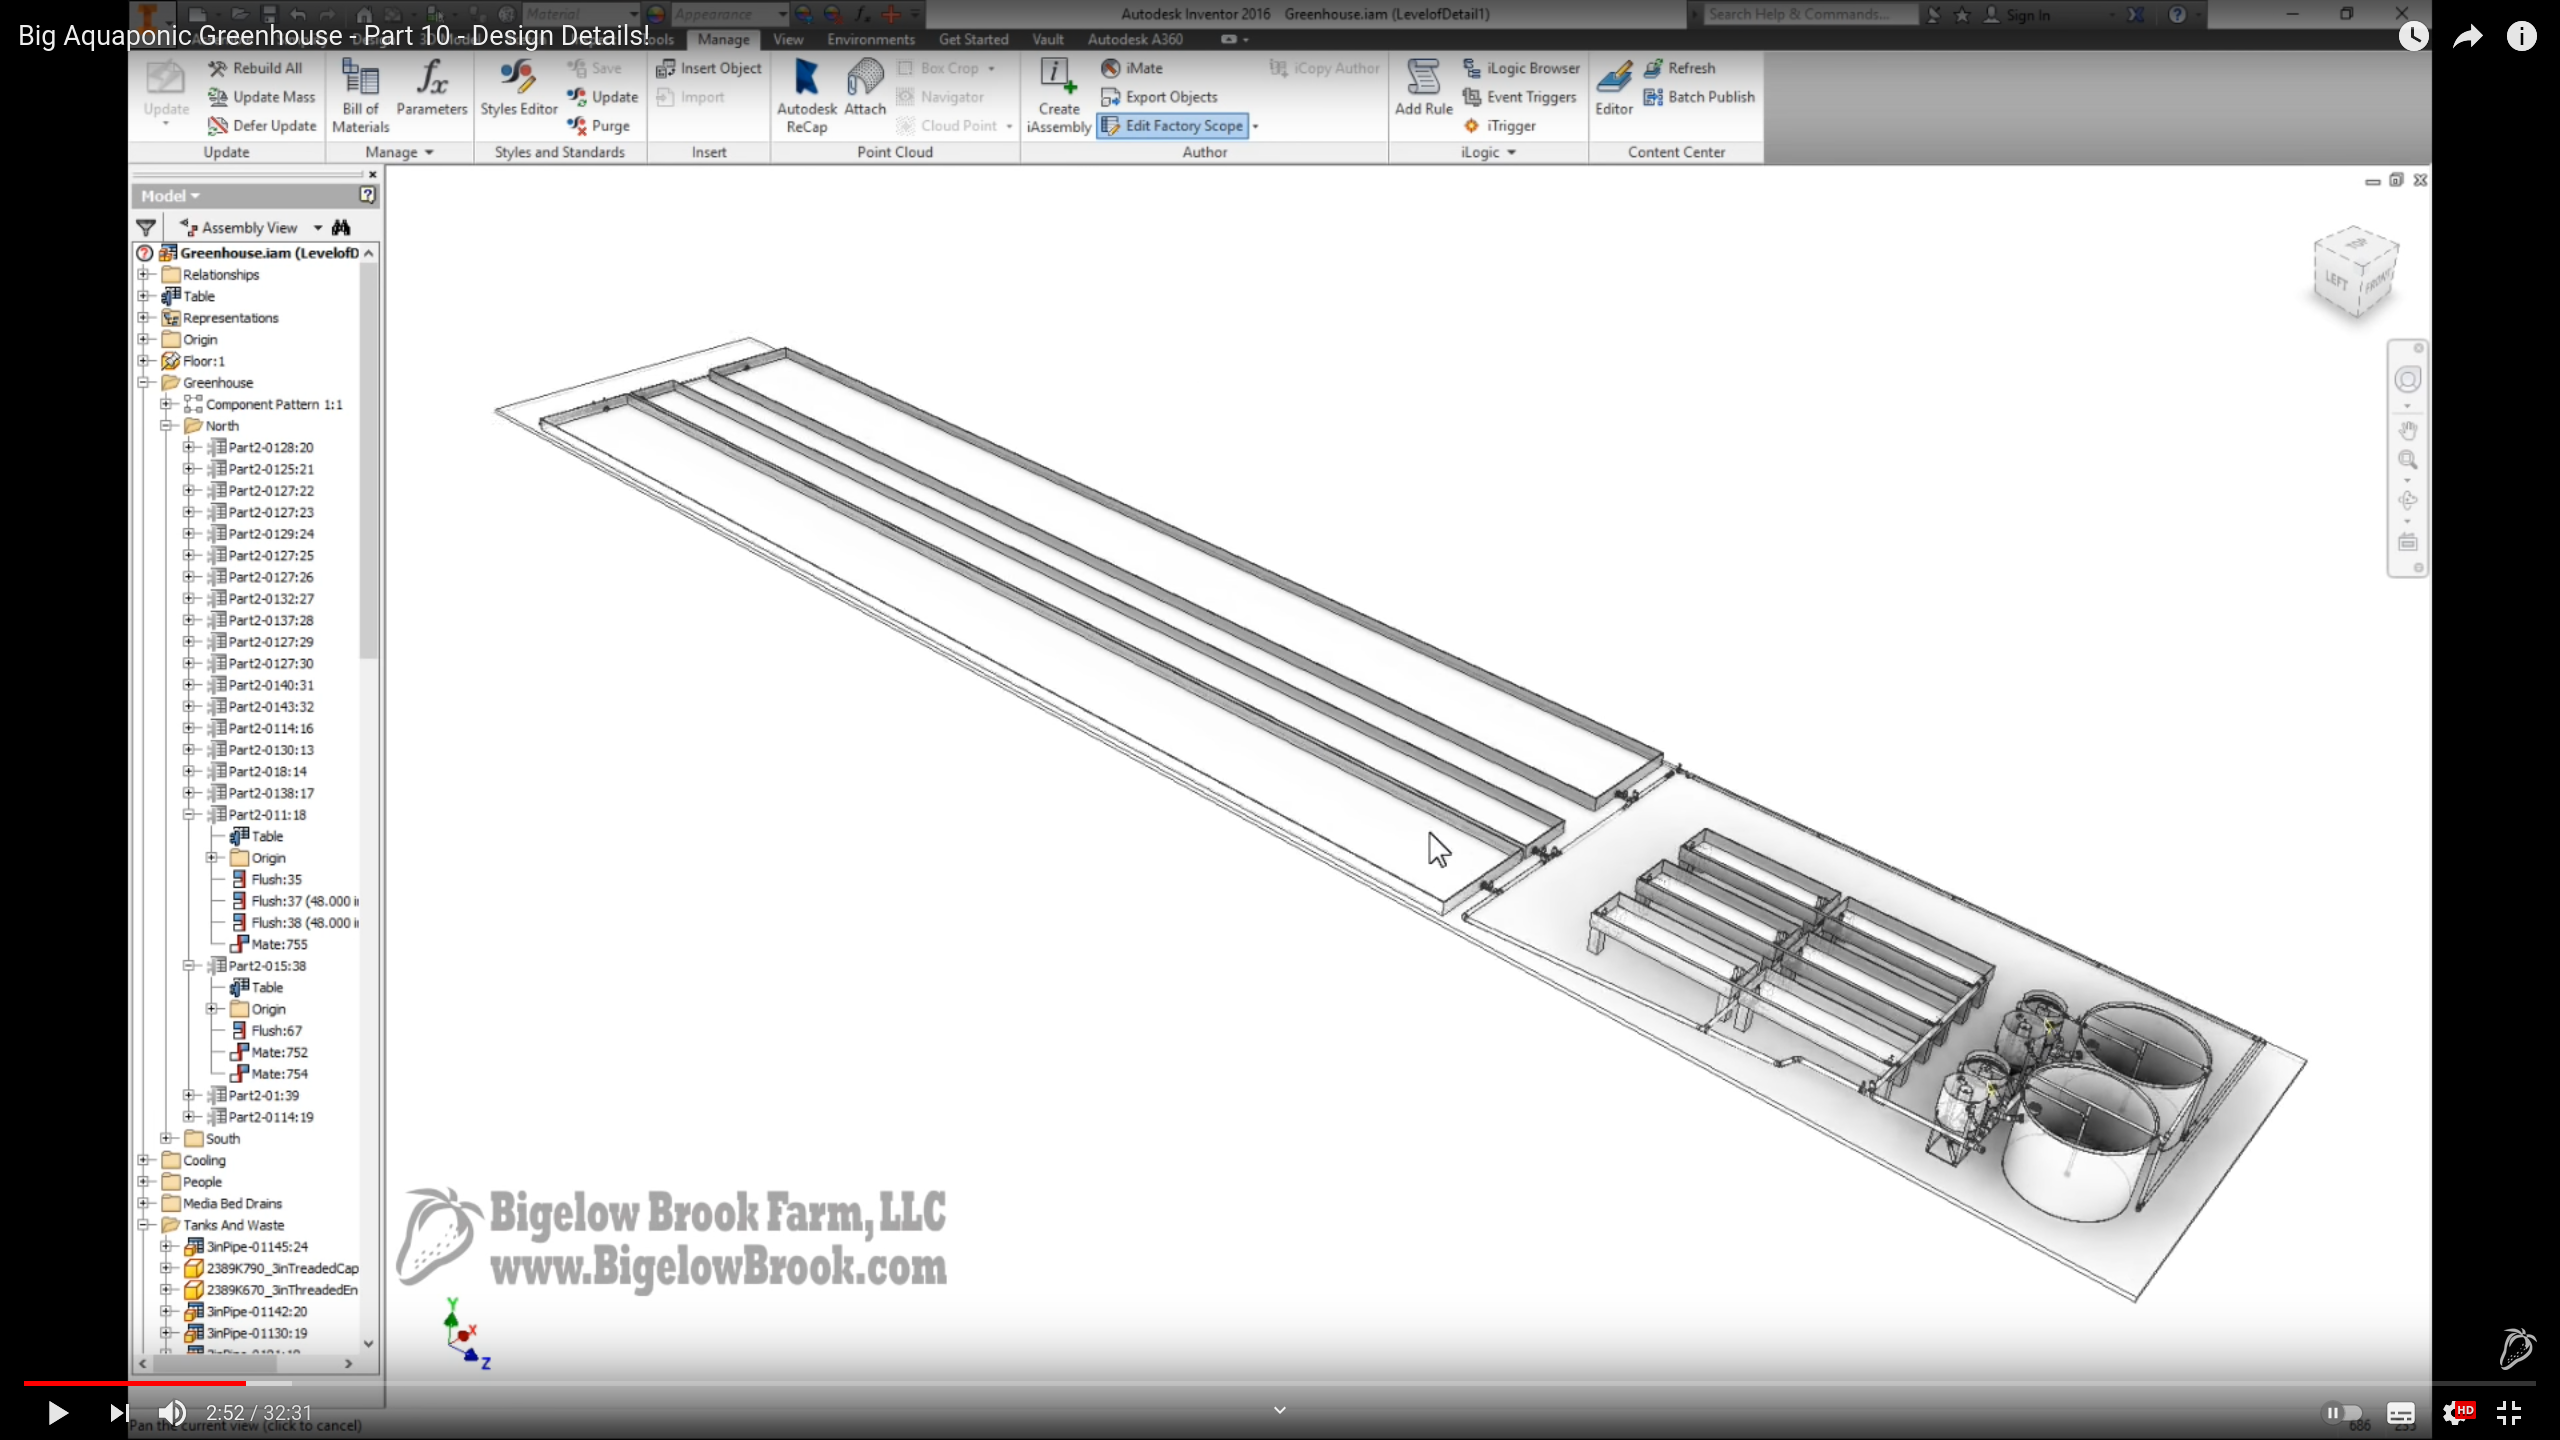 Big Aquaponic Greenhouse - Part 10 - Design Details!
Material
Appearance
Autodesk Inventor 2016 Greenhouse.iam (LevelofDetail1)
Search Help & Commands...
Sign In
Manage
View
Environments
Get Started
Vault
Autodesk A360
Update
Rebuild All
Update Mass
Defer Update
Update
Bill of
Materials
Parameters
Manage
Styles Editor
Save
Update
Purge
Styles and Standards
Insert Object
Import
Insert
Autodesk
ReCap
Attach
Box Crop
Navigator
Cloud Point
Point Cloud
Create
iAssembly
iMate
Export Objects
Edit Factory Scope
iCopy Author
Author
Add Rule
iLogic Browser
Event Triggers
iTrigger
iLogic
Editor
Refresh
Batch Publish
Content Center
Model
Assembly View
Greenhouse.iam (LevelofD
Relationships
Table
Representations
Origin
Floor:1
Greenhouse
Component Pattern 1:1
North
Part2-0128:20
Part2-0125:21
Part2-0127:22
Part2-0127:23
Part2-0129:24
Part2-0127:25
Part2-0127:26
Part2-0132:27
Part2-0137:28
Part2-0127:29
Part2-0127:30
Part2-0140:31
Part2-0143:32
Part2-0114:16
Part2-0130:13
Part2-018:14
Part2-0138:17
Part2-011:18
Table
Origin
Flush:35
Flush:37 (48.000 i
Flush:38 (48.000 i
Mate:755
Part2-015:38
Table
Origin
Flush:67
Mate:752
Mate:754
Part2-01:39
Part2-0114:19
South
Cooling
People
Media Bed Drains
Tanks And Waste
3inPipe-01145:24
2389K790_3inTreadedCap
2389K670_3inThreadedEn
3inPipe-01142:20
3inPipe-01130:19
TOP
LEFT
FRONT
Bigelow Brook Farm, LLC
www.BigelowBrook.com
Y
X
Z
2:52 / 32:31
HD
Pan the current view (click to cancel)
686